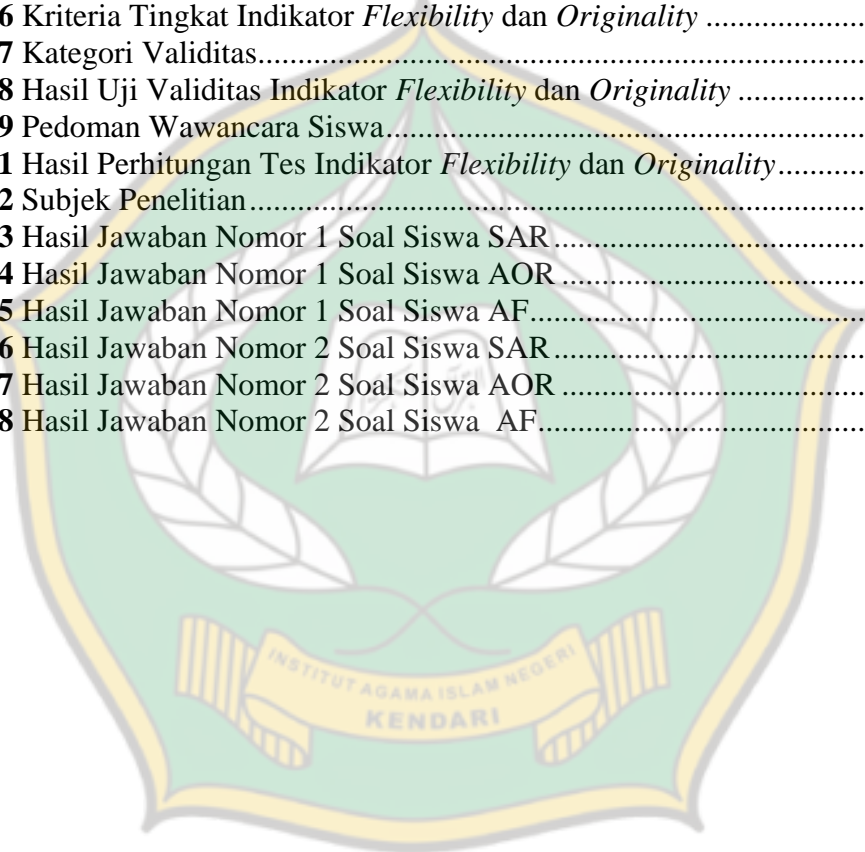 6 Kriteria Tingkat Indikator Flexibility dan Originality ................
7 Kategori Validitas................................................................
8 Hasil Uji Validitas Indikator Flexibility dan Originality .............
9 Pedoman Wawancara Siswa...................................................
1 Hasil Perhitungan Tes Indikator Flexibility dan Originality...........
2 Subjek Penelitian.................................................................
3 Hasil Jawaban Nomor 1 Soal Siswa SAR..................................
4 Hasil Jawaban Nomor 1 Soal Siswa AOR .................................
5 Hasil Jawaban Nomor 1 Soal Siswa AF....................................
6 Hasil Jawaban Nomor 2 Soal Siswa SAR..................................
7 Hasil Jawaban Nomor 2 Soal Siswa AOR .................................
8 Hasil Jawaban Nomor 2 Soal Siswa  AF...................................
INSTITUT AGAMA ISLAM NEGERI
KENDARI